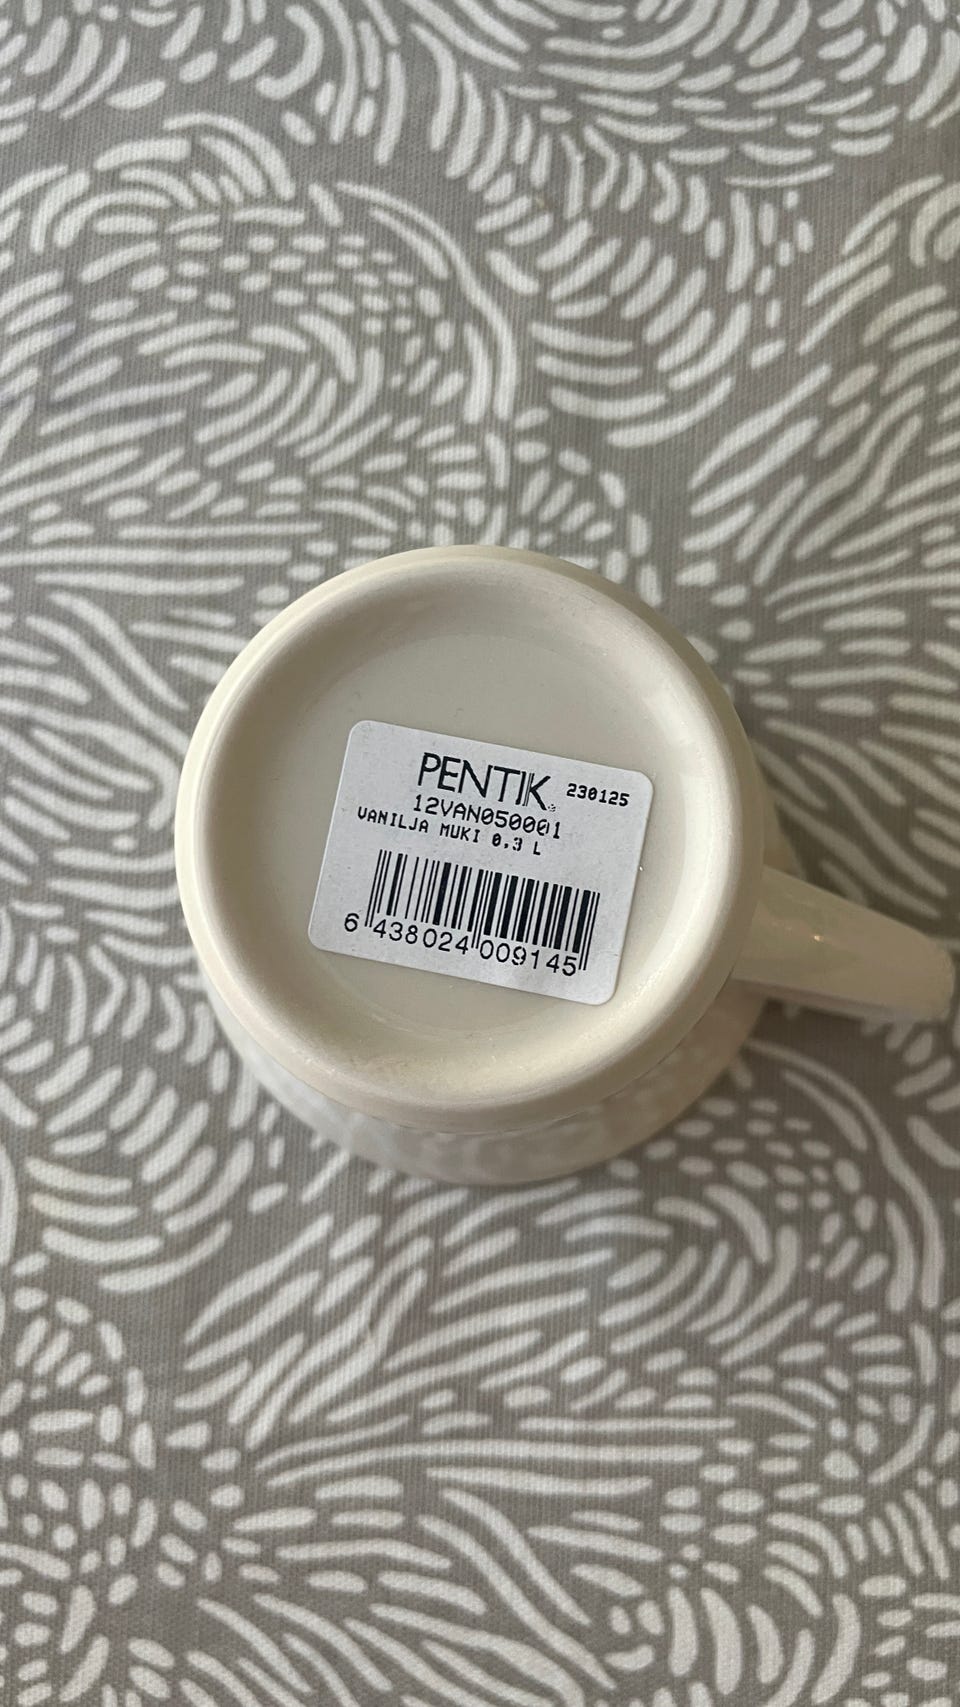 PENTIK 230125
12VAN050001
VANILJA MUKI 0.3 L
6 438024 009145